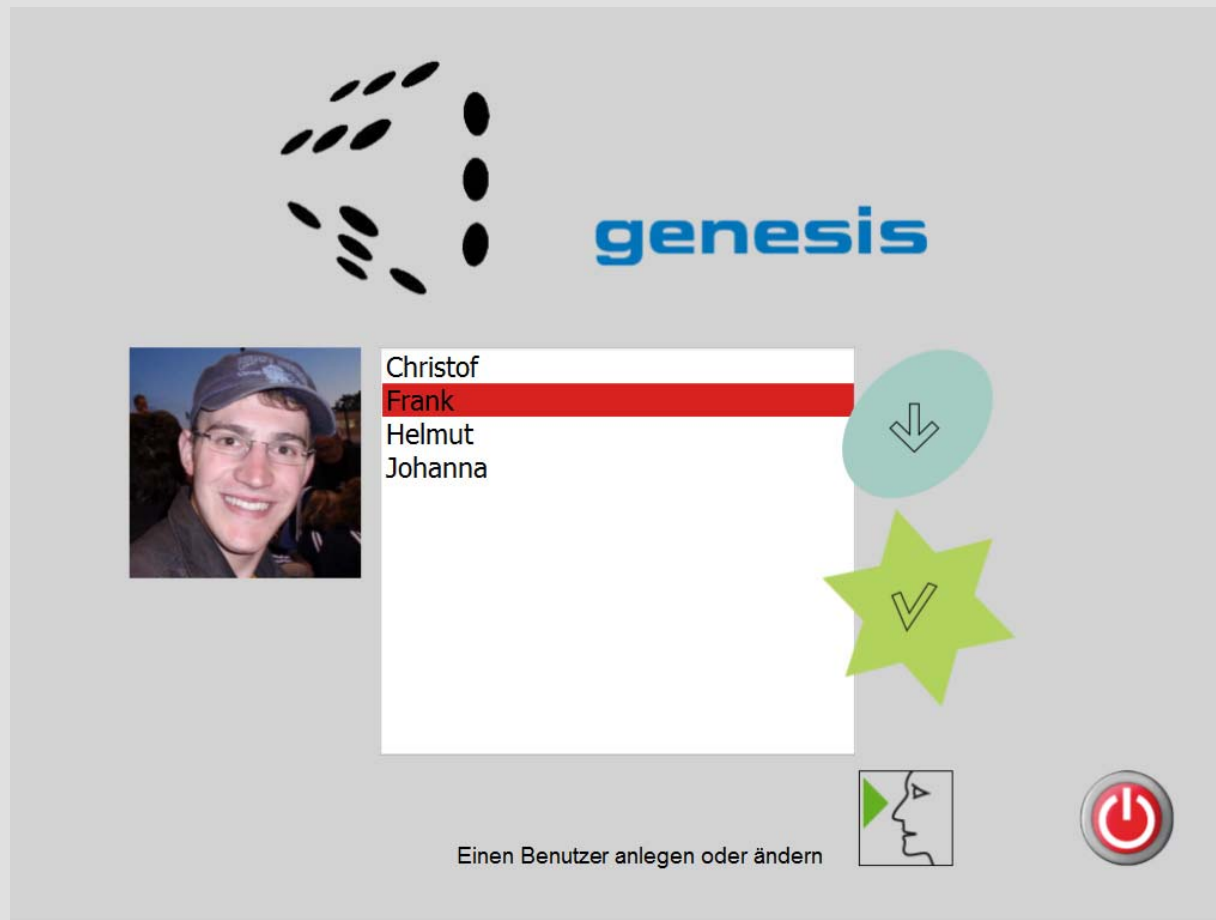 genesis
Christof
Frank
Helmut
Johanna
Einen Benutzer anlegen oder ändern